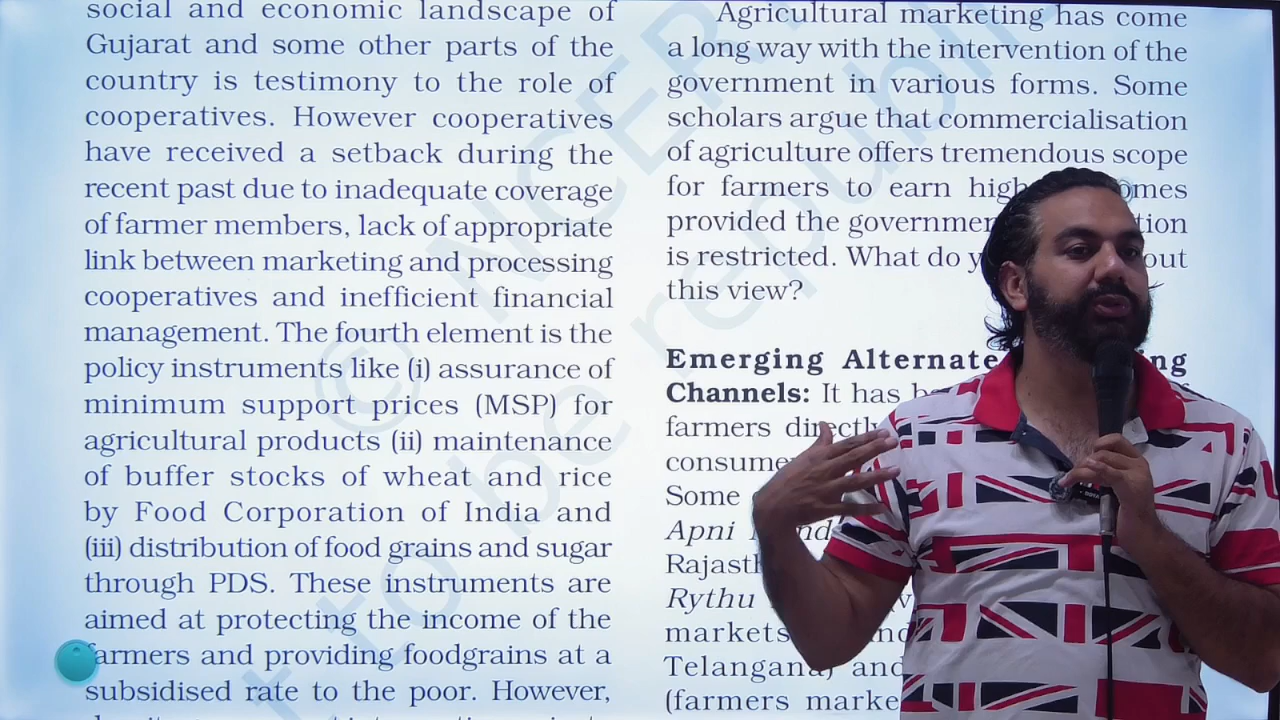 social and economic landscape of
Gujarat and some other parts of the
country is testimony to the role of
cooperatives. However cooperatives
have received a setback during the
recent past due to inadequate coverage
of farmer members, lack of appropriate
link between marketing and processing
cooperatives and inefficient financial
management. The fourth element is the
policy instruments like (i) assurance of
minimum support prices (MSP) for
agricultural products (ii) maintenance
of buffer stocks of wheat and rice
by Food Corporation of India and
(iii) distribution of food grains and sugar
through PDS. These instruments are
aimed at protecting the income of the
farmers and providing foodgrains at a
subsidised rate to the poor. However,
Agricultural marketing has come
a long way with the intervention of the
government in various forms. Some
scholars argue that commercialisation
of agriculture offers tremendous scope
for farmers to earn
provided the
is restricted. What do
this view?
Emerging Alternate
Channels: It has
farmers directly
Some
Apni
Rythu
markets
Telangana) and
(farmers
© NCERT
to be republi